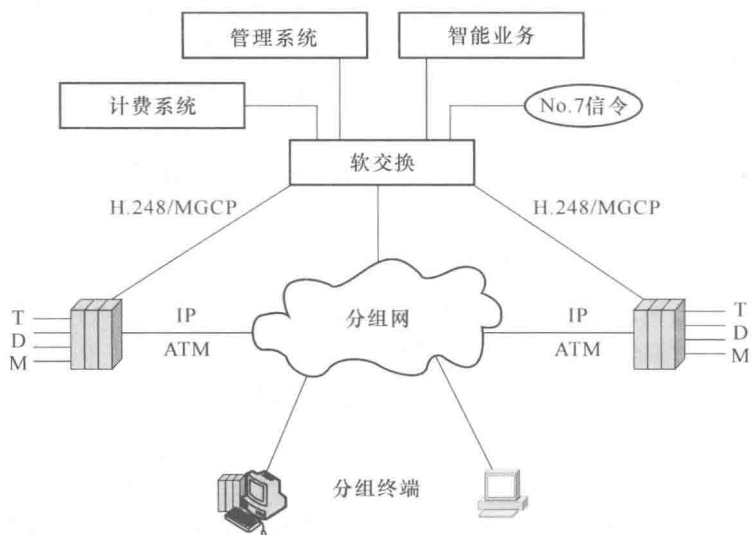 管理系统
智能业务
计费系统
No.7信令
软交换
H.248/MGCP
H.248/MGCP
T
D
M
IP
ATM
分组网
IP
ATM
T
D
M
分组终端